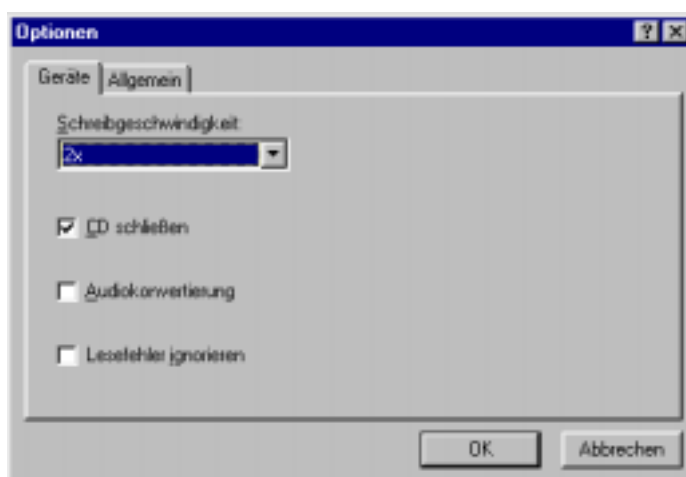 Optionen
Geräte
Allgemein
Schreibgeschwindigkeit:
2x
CD schließen
Audiokonvertierung
Lesefehler ignorieren
OK
Abbrechen